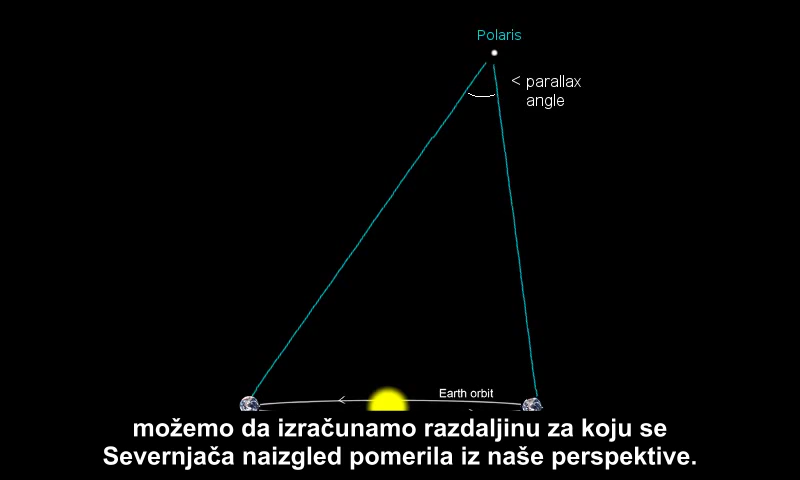 Polaris
< parallax
angle
Earth orbit
možemo da izračunamo razdaljinu za koju se
Severnjača naizgled pomerila iz naše perspektive.